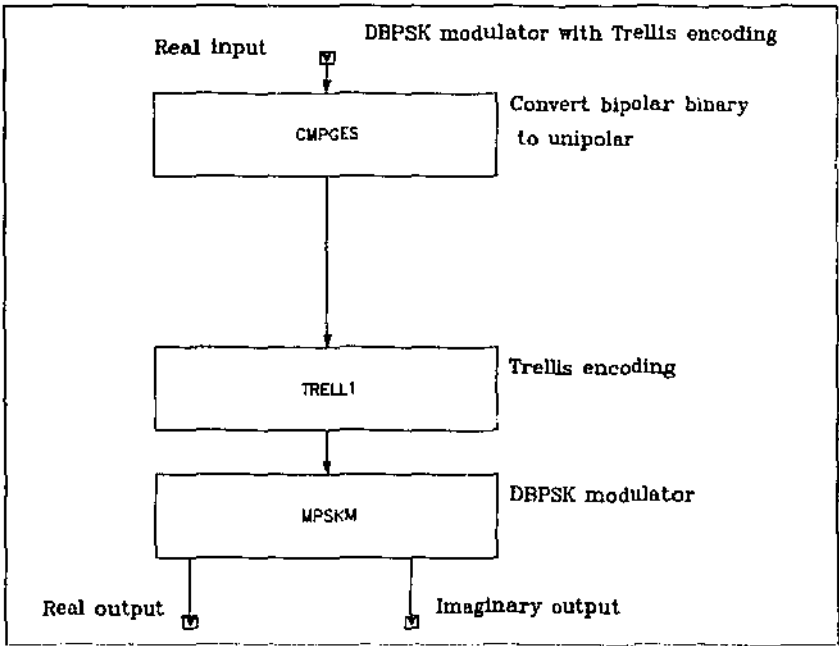 DBPSK modulator with Trellis encoding
Real input
CMPGES
Convert bipolar binary
to unipolar
TRELL1
Trellis encoding
MPSKM
DBPSK modulator
Real output
Imaginary output